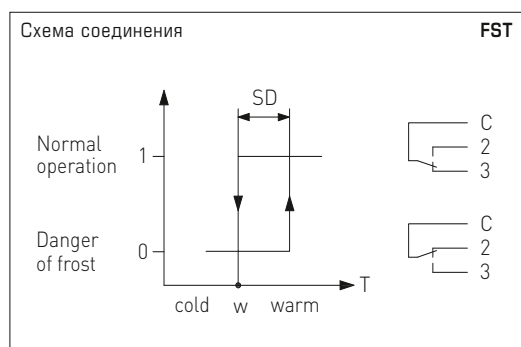 Схема соединения FST
SD
Normal
operation
1
Danger
of frost
0
T
cold w warm
C
2
3
C
2
3